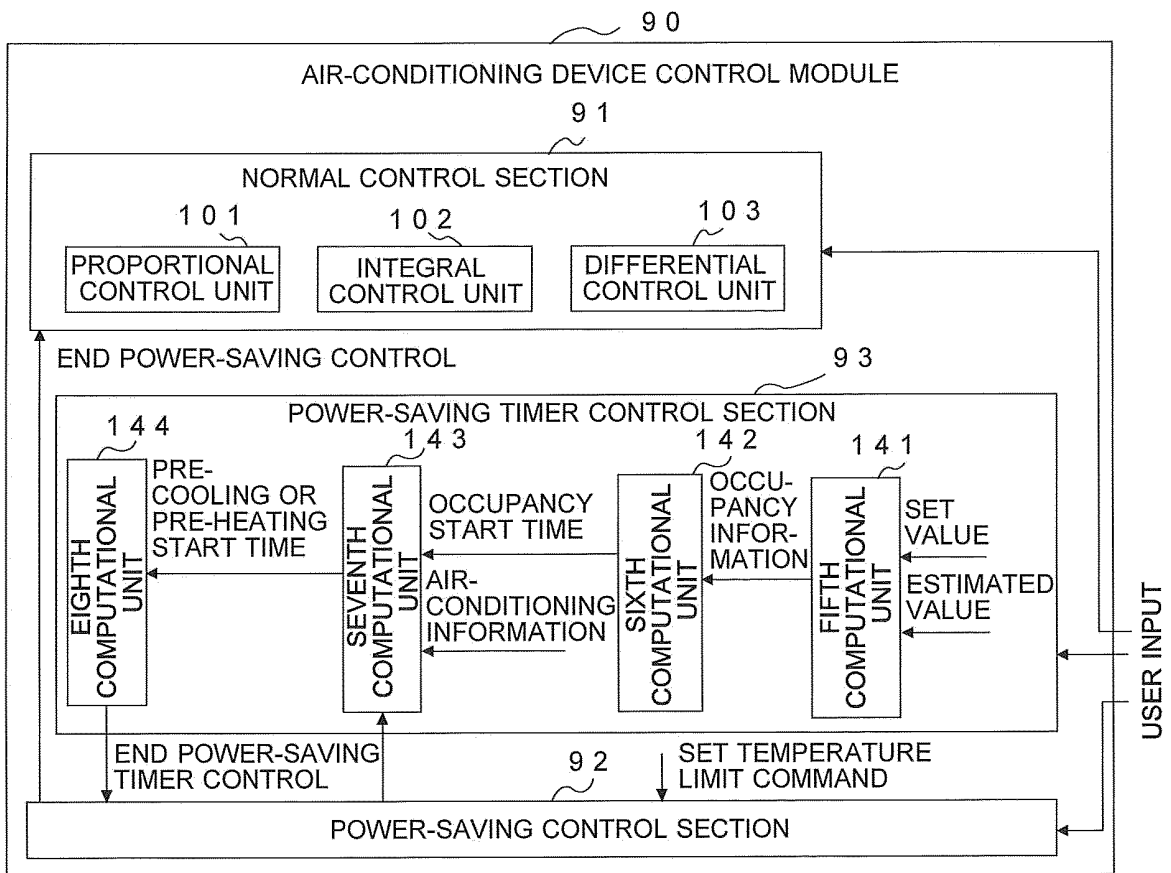 90
AIR-CONDITIONING DEVICE CONTROL MODULE
91
NORMAL CONTROL SECTION
101
102
103
PROPORTIONAL
CONTROL UNIT
INTEGRAL
CONTROL UNIT
DIFFERENTIAL
CONTROL UNIT
END POWER-SAVING CONTROL
93
POWER-SAVING TIMER CONTROL SECTION
144
143
142
141
EIGHTH
COMPUTATIONAL
UNIT
PRE-
COOLING OR
PRE-HEATING
START TIME
SEVENTH
COMPUTATIONAL
UNIT
OCCUPANCY
START TIME
AIR-
CONDITIONING
INFORMATION
SIXTH
COMPUTATIONAL
UNIT
OCCU-
PANCY
INFOR-
MATION
FIFTH
COMPUTATIONAL
UNIT
SET
VALUE
ESTIMATED
VALUE
USER INPUT
END POWER-SAVING
TIMER CONTROL
92
SET TEMPERATURE
LIMIT COMMAND
POWER-SAVING CONTROL SECTION